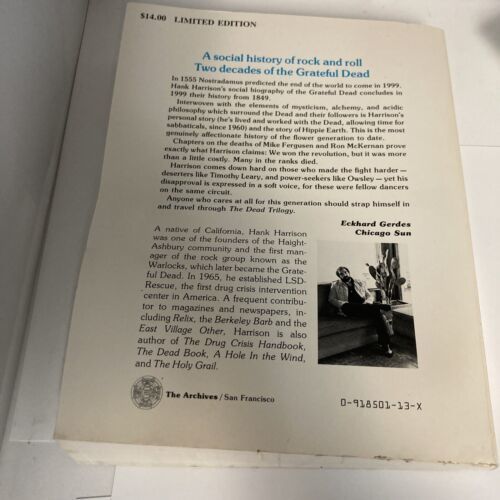 $14.00 LIMITED EDITION
A social history of rock and roll
Two decades of the Grateful Dead
In 1555 Nostradamus predicted the end of the world to come in 1999.
Hank Harrison's social biography of the Grateful Dead concludes in
1999 their history from 1849.
Interwoven with the elements of mysticism, alchemy, and acidic
philosophy which surround the Dead and their followers is Harrison's
personal story (he's lived and worked with the Dead, allowing time for
sabbaticals, since 1960) and the story of Hippie Earth. This is the most
genuinely affectionate history of the flower generation to date.
Chapters on the deaths of Mike Ferguson and Ron McKernan prove
exactly what Harrison claims: We won the revolution, but it was more
than a little costly. Many in the ranks died.
Harrison comes down hard on those who made the fight harder —
deserters like Timothy Leary, and power-seekers like Owsley — yet his
disapproval is expressed in a soft voice, for these were fellow dancers
on the same circuit.
Anyone who cares at all for this generation should strap himself in
and travel through The Dead Trilogy.
Eckhard Gerdes
Chicago Sun
A native of California, Hank Harrison
was one of the founders of the Haight-
Ashbury community and the first man-
ager of the rock group known as the
Warlocks, which later became the Grate-
ful Dead. In 1965, he established LSD-
Rescue, the first drug crisis intervention
center in America. A frequent contribu-
tor to magazines and newspapers, in-
cluding Relix, the Berkeley Barb and the
East Village Other, Harrison is also
author of The Drug Crisis Handbook,
The Dead Book, A Hole In the Wind,
and The Holy Grail.
The Archives / San Francisco
0-918501-13-X